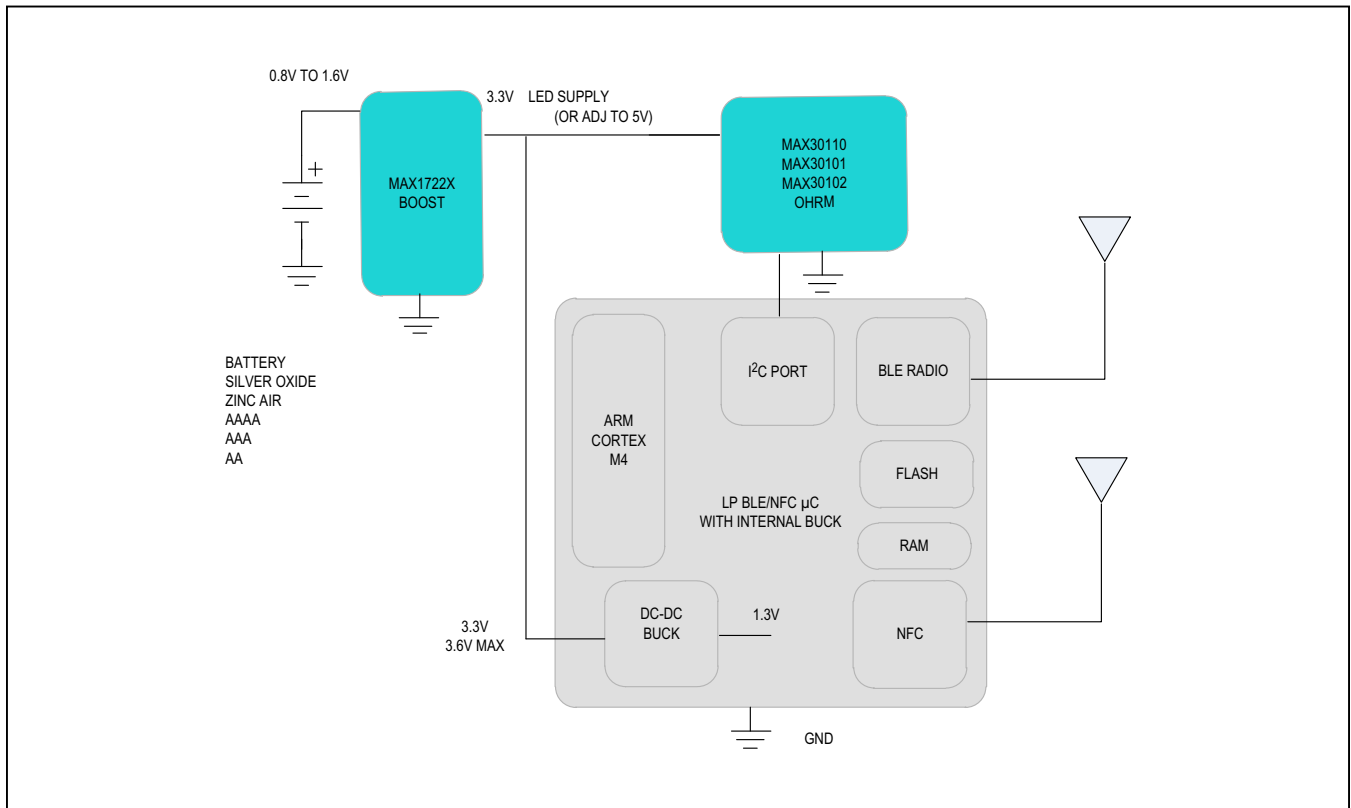 0.8V TO 1.6V
3.3V LED SUPPLY
(OR ADJ TO 5V)
MAX1722X
BOOST
MAX30110
MAX30101
MAX30102
OHRM
BATTERY
SILVER OXIDE
ZINC AIR
AAAA
AAA
AA
+
ARM
CORTEX
M4
I²C PORT
BLE RADIO
FLASH
LP BLE/NFC µC
WITH INTERNAL BUCK
RAM
DC-DC
BUCK
1.3V
NFC
3.3V
3.6V MAX
GND